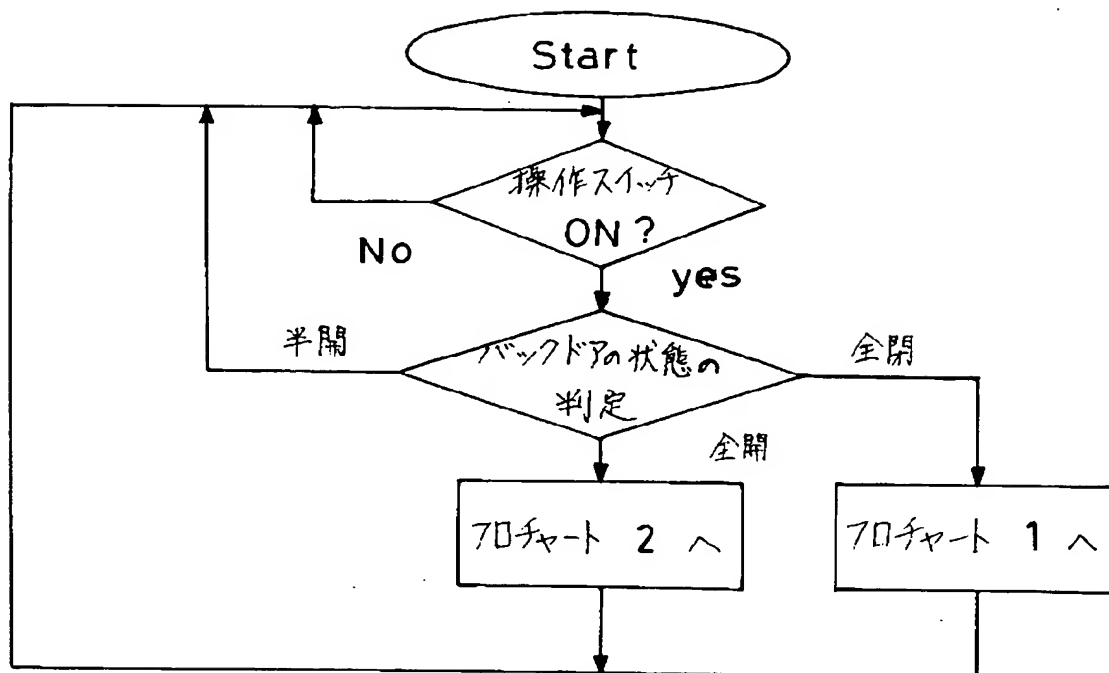 Start
操作スイッチ
ON ?
No
yes
半開
バックドアの状態の
判定
全閉
全開
フロチャート 2 へ
フロチャート 1 へ